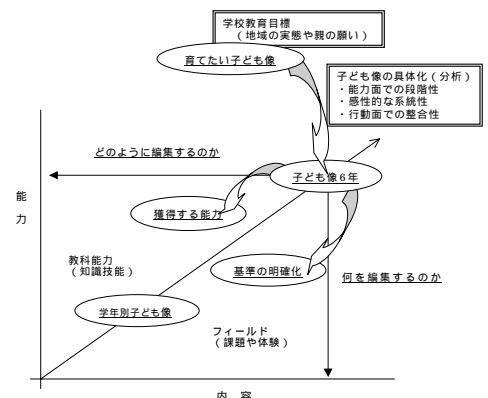 学校教育目標
（地域の実態や親の願い）
育てたい子ども像
子ども像の具体化（分析）
・能力面での段階性
・感性的な系統性
・行動面での整合性
どのように編集するのか
子ども像6年
能
力
獲得する能力
教科能力
（知識技能）
基準の明確化
何を編集するのか
学年別子ども像
フィールド
（課題や体験）
内 容